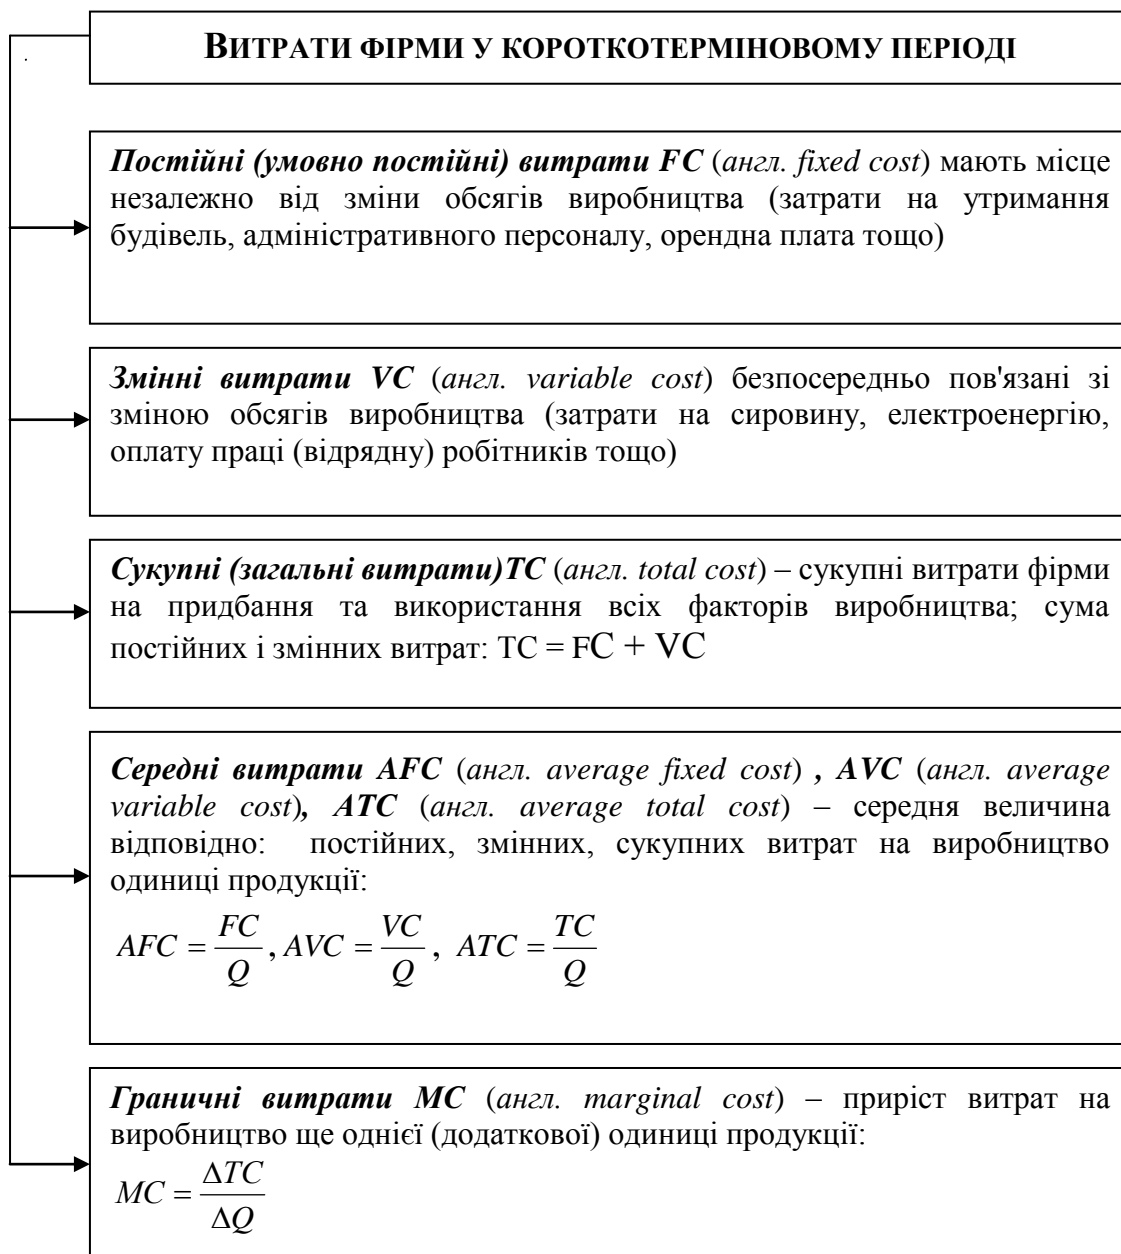 ВИТРАТИ ФІРМИ У КОРОТКОТЕРМІНОВОМУ ПЕРІОДІ
.
Постійні (умовно постійні) витрати FC (англ. fixed cost) мають місце
незалежно від зміни обсягів виробництва (затрати на утримання
будівель, адміністративного персоналу, орендна плата тощо)
Змінні витрати VC (англ. variable cost) безпосередньо пов'язані зі
зміною обсягів виробництва (затрати на сировину, електроенергію,
оплату праці (відрядну) робітників тощо)
Сукупні (загальні витрати)TC (англ. total cost) – сукупні витрати фірми
на придбання та використання всіх факторів виробництва; сума
постійних і змінних витрат: TC = FC + VC
Середні витрати AFC (англ. average fixed cost) , AVC (англ. average
variable cost), ATC (англ. average total cost) – середня величина
відповідно: постійних, змінних, сукупних витрат на виробництво
одиниці продукції:
AFC = FC/Q, AVC = VC/Q, ATC = TC/Q
Граничні витрати MC (англ. marginal cost) – приріст витрат на
виробництво ще однієї (додаткової) одиниці продукції:
MC = ΔTC/ΔQ